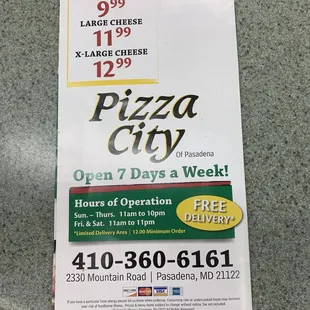 9.99
LARGE CHEESE
11.99
X-LARGE CHEESE
12.99
Pizza
City
Of Pasadena
Open 7 Days a Week!
Hours of Operation
Sun. – Thurs. 11am to 10pm
Fri. & Sat. 11am to 11pm
*Limited Delivery Area | 12.00 Minimum Order
FREE
DELIVERY*
410-360-6161
2330 Mountain Road | Pasadena, MD 21122
VISA